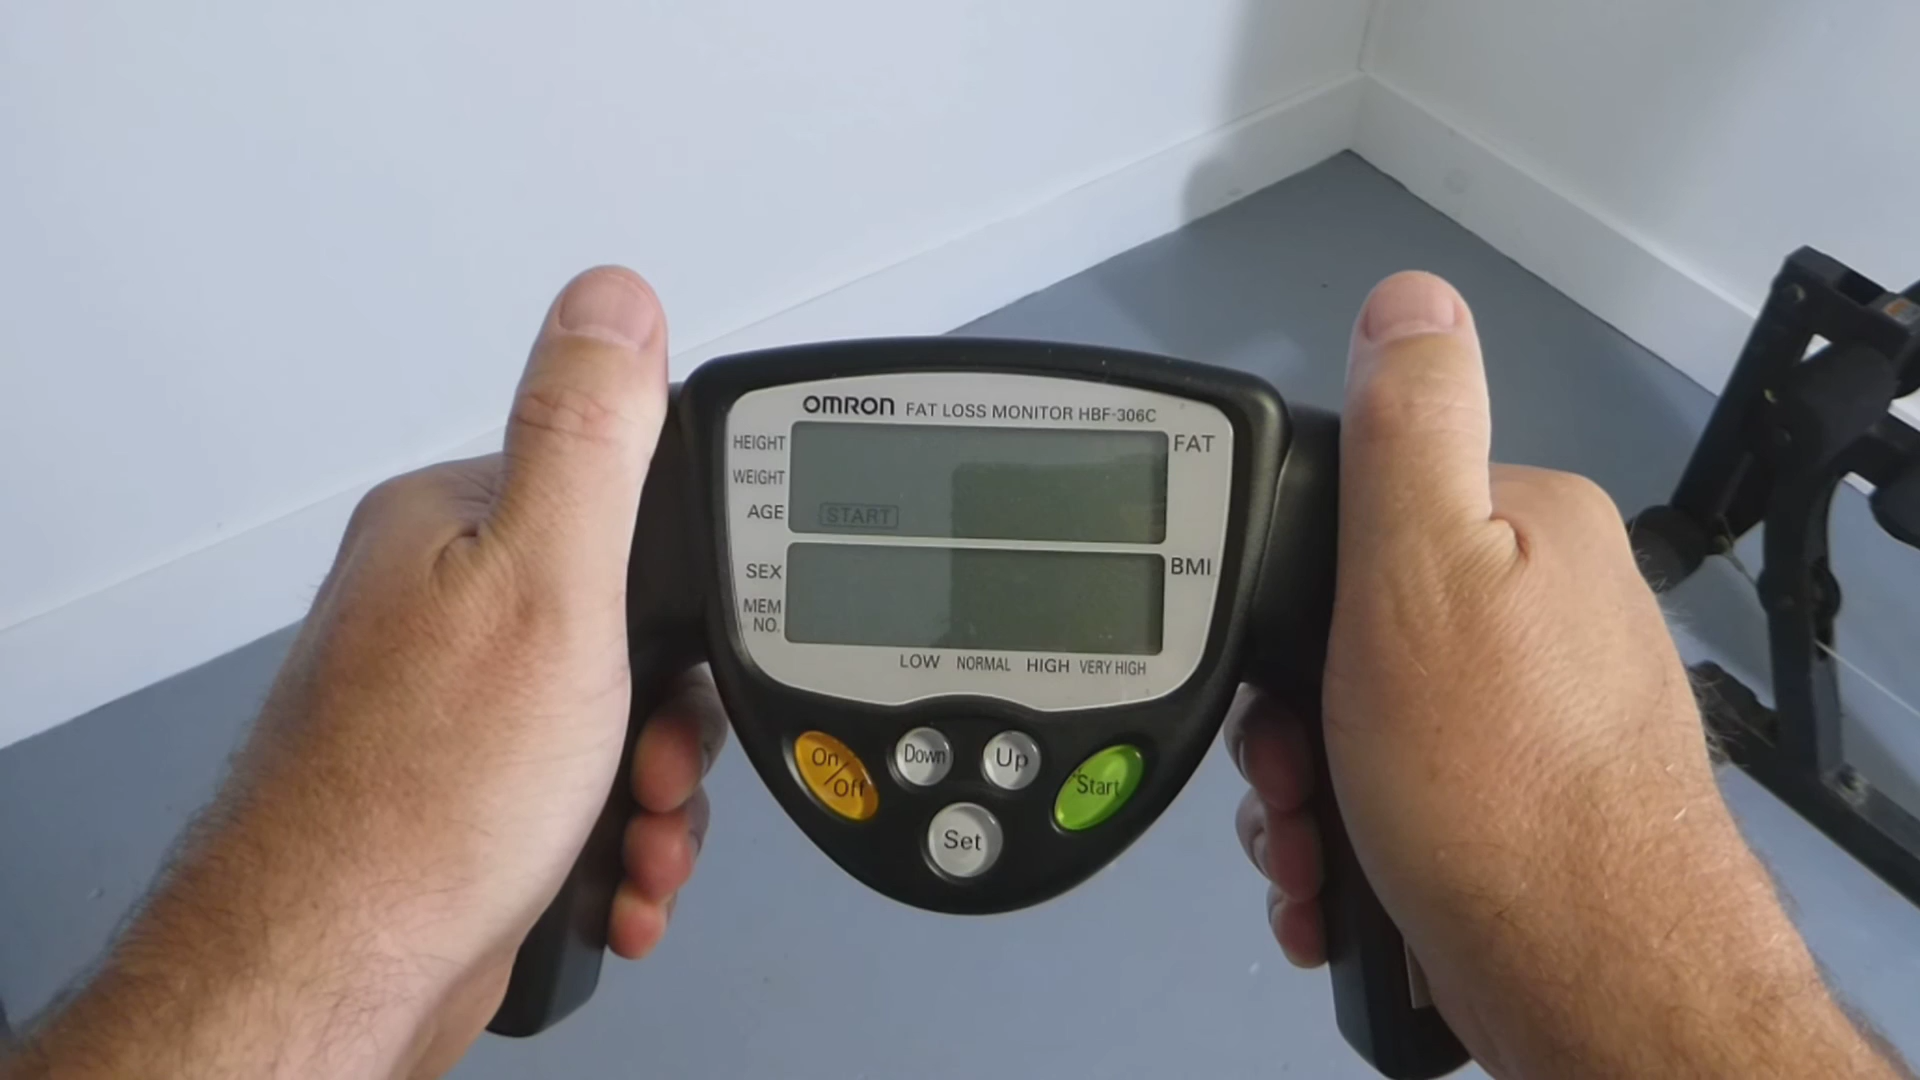 OMRON FAT LOSS MONITOR HBF-306C
HEIGHT
WEIGHT
AGE
START
FAT
SEX
MEM
NO.
BMI
LOW NORMAL HIGH VERY HIGH
On/Off
Down
Up
Start
Set